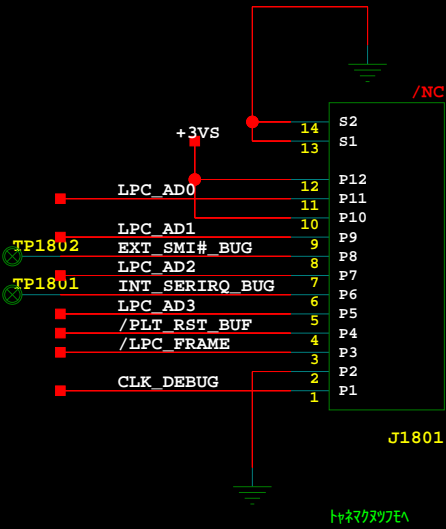 /NC
14 S2
13 S1
+3VS
12 P12
LPC_AD0
11 P11
10 P10
LPC_AD1
9 P9
TP1802
EXT_SMI#_BUG
8 P8
LPC_AD2
7 P7
TP1801
INT_SERIRQ_BUG
6 P6
LPC_AD3
5 P5
/PLT_RST_BUF
4 P4
/LPC_FRAME
3 P3
2 P2
CLK_DEBUG
1 P1
J1801
ﾄャﾈマクヌッフモヘ